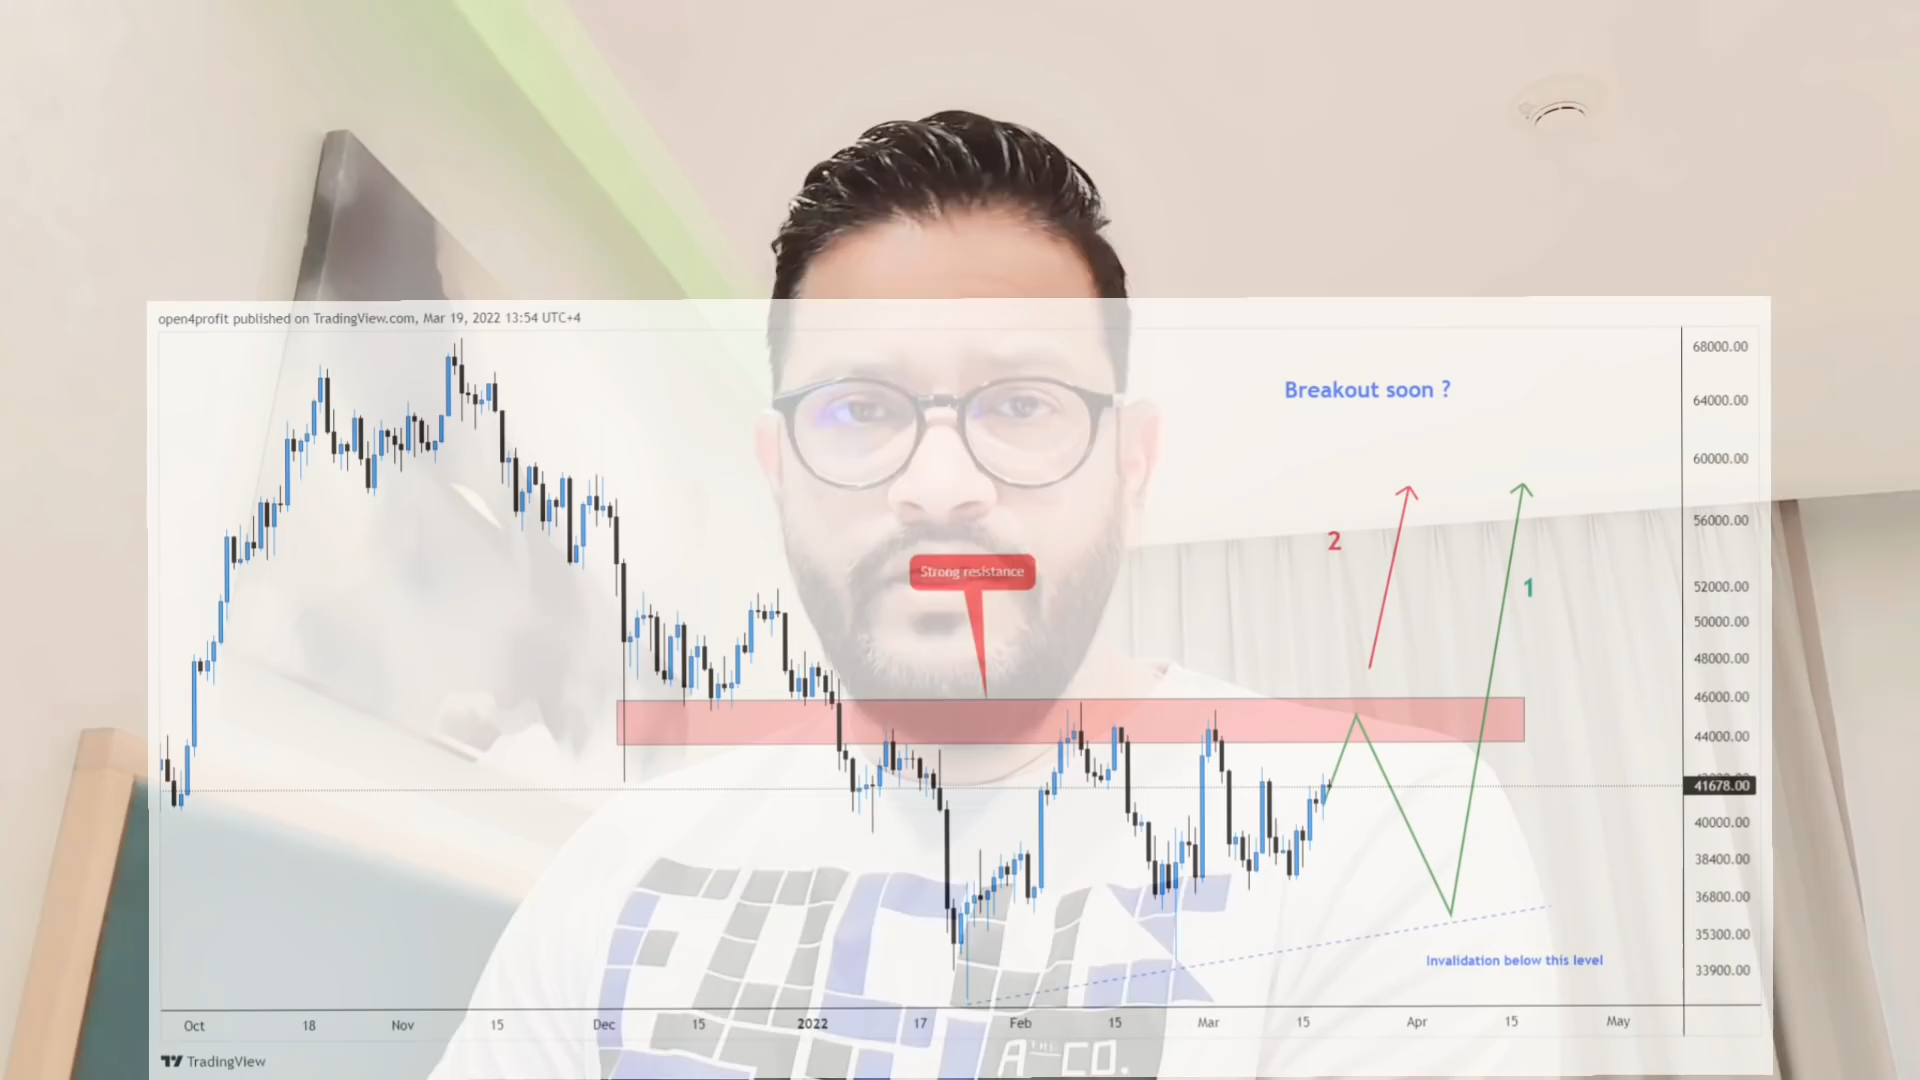 open4profit published on TradingView.com, Mar 19, 2022 13:54 UTC+4
68000.00
Breakout soon ?
64000.00
60000.00
56000.00
2
Strong resistance
52000.00
1
50000.00
48000.00
46000.00
44000.00
41678.00
40000.00
38400.00
36800.00
35300.00
Invalidation below this level
33900.00
Oct 18 Nov 15 Dec 15 2022 17 Feb 15 Mar 15 Apr 15 May
A THE CO.
TradingView